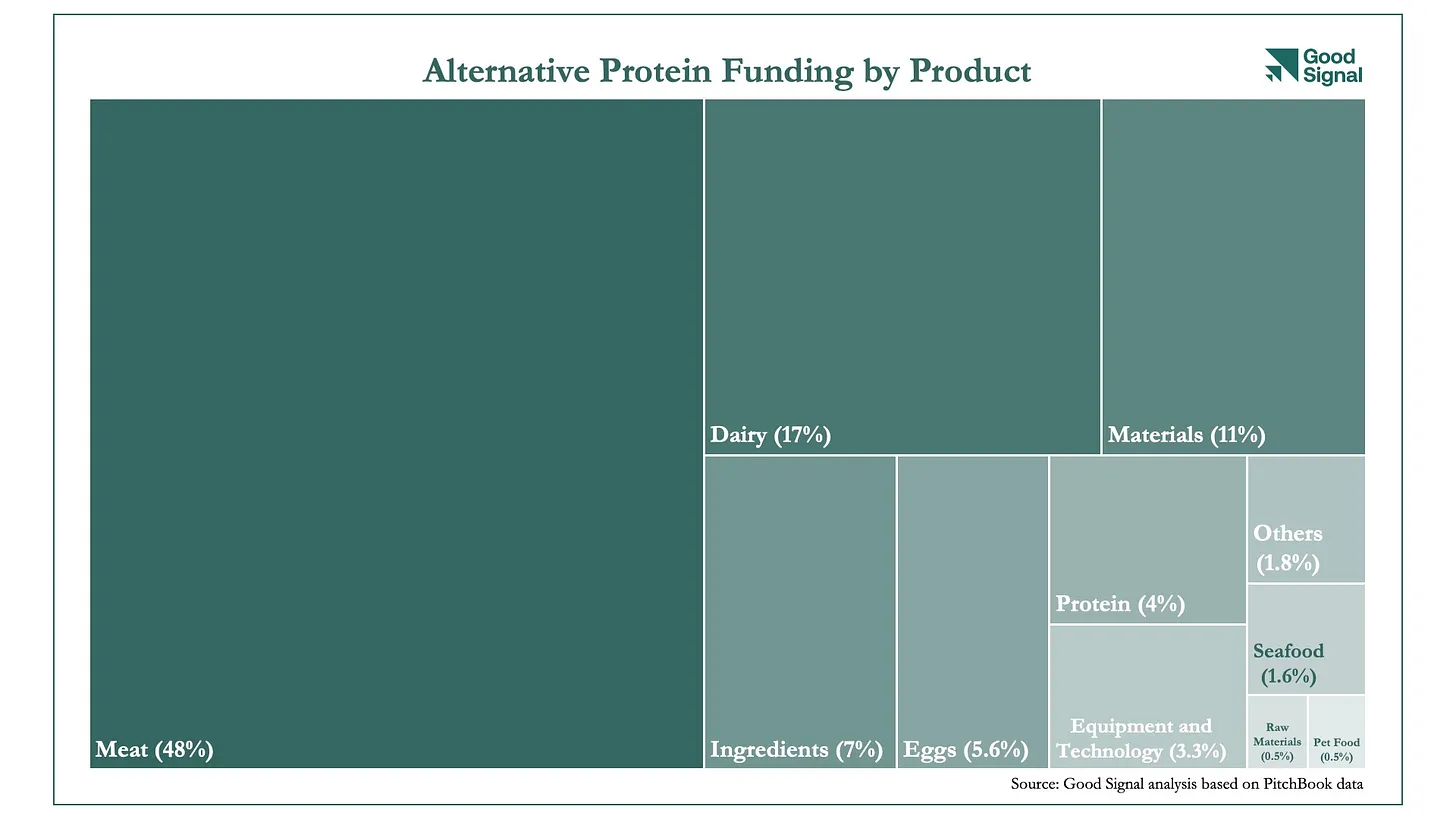 Alternative Protein Funding by Product
Good
Signal
Dairy (17%)
Materials (11%)
Others
(1.8%)
Protein (4%)
Seafood
(1.6%)
Meat (48%)
Ingredients (7%)
Eggs (5.6%)
Equipment and
Technology (3.3%)
Raw
Materials
(0.5%)
Pet Food
(0.5%)
Source: Good Signal analysis based on PitchBook data